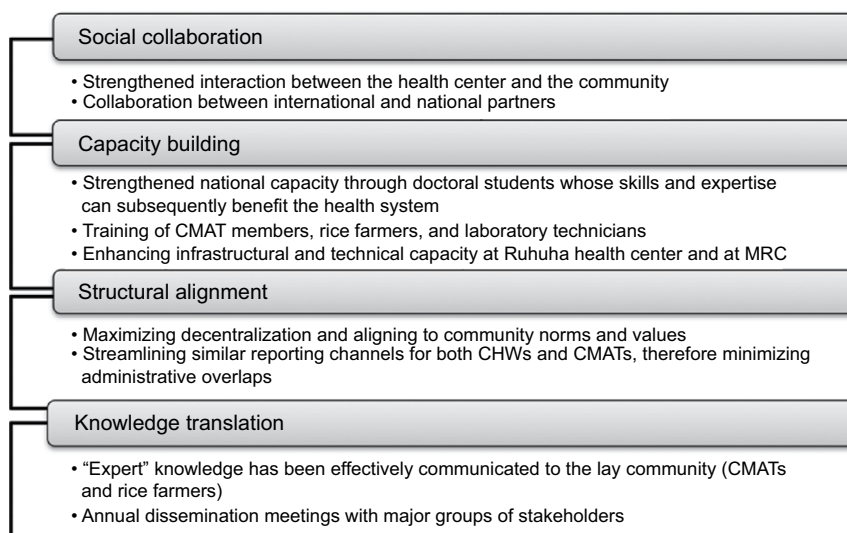 Social collaboration
• Strengthened interaction between the health center and the community
• Collaboration between international and national partners
Capacity building
• Strengthened national capacity through doctoral students whose skills and expertise
can subsequently benefit the health system
• Training of CMAT members, rice farmers, and laboratory technicians
• Enhancing infrastructural and technical capacity at Ruhuha health center and at MRC
Structural alignment
• Maximizing decentralization and aligning to community norms and values
• Streamlining similar reporting channels for both CHWs and CMATs, therefore minimizing
administrative overlaps
Knowledge translation
• “Expert” knowledge has been effectively communicated to the lay community (CMATs
and rice farmers)
• Annual dissemination meetings with major groups of stakeholders